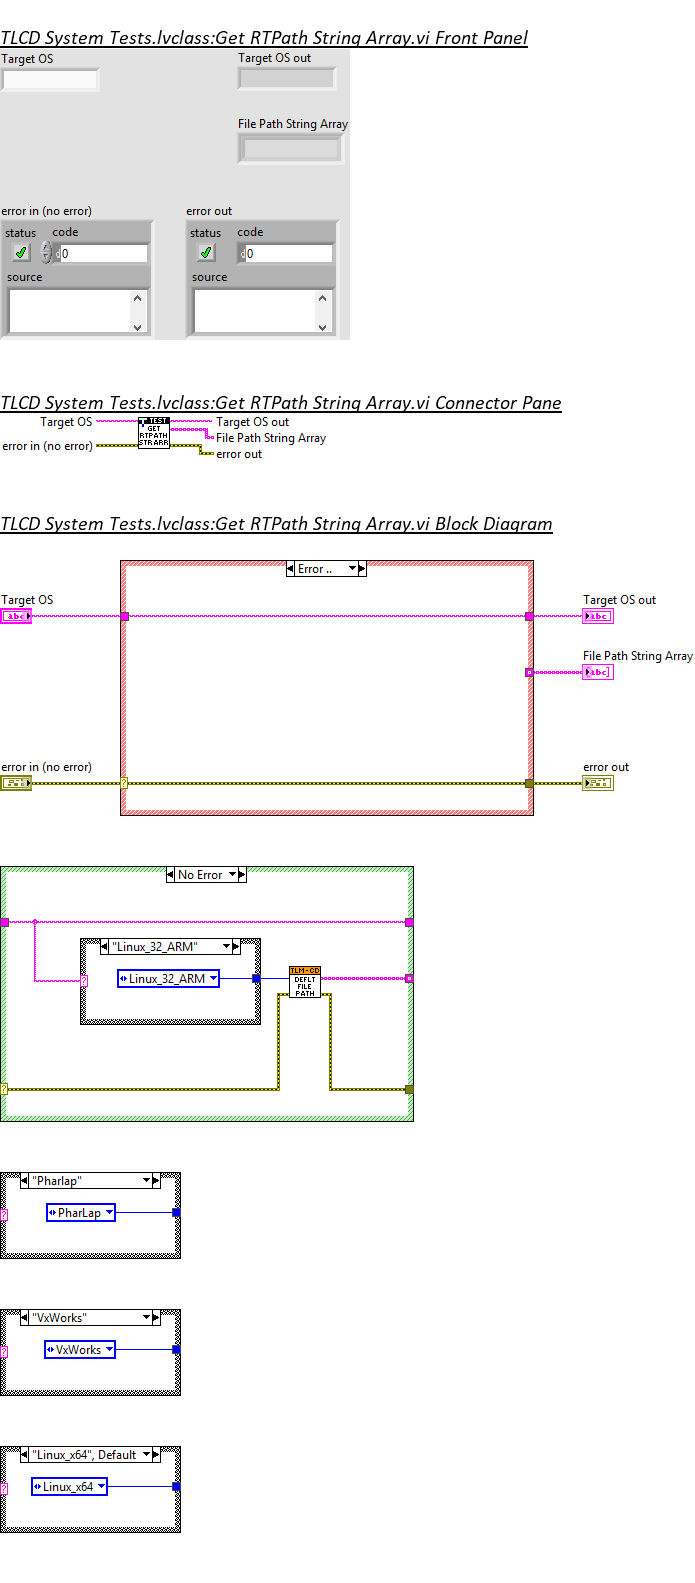 TLCD System Tests.lvclass:Get RTPath String Array.vi Front Panel
Target OS
Target OS out
File Path String Array
error in (no error)
error out
status
code
status
code
d0
d0
source
source
TLCD System Tests.lvclass:Get RTPath String Array.vi Connector Pane
Target OS
TEST
GET
RTPATH
STR ARR
Target OS out
File Path String Array
error in (no error)
error out
TLCD System Tests.lvclass:Get RTPath String Array.vi Block Diagram
Error ..
Target OS
abc
Target OS out
abc
File Path String Array
abc
error in (no error)
?
error out
No Error
"Linux_32_ARM"
Linux_32_ARM
?
TLM-CD
DEFLT
FILE
PATH
?
"Pharlap"
PharLap
?
"VxWorks"
VxWorks
?
"Linux_x64", Default
Linux_x64
?